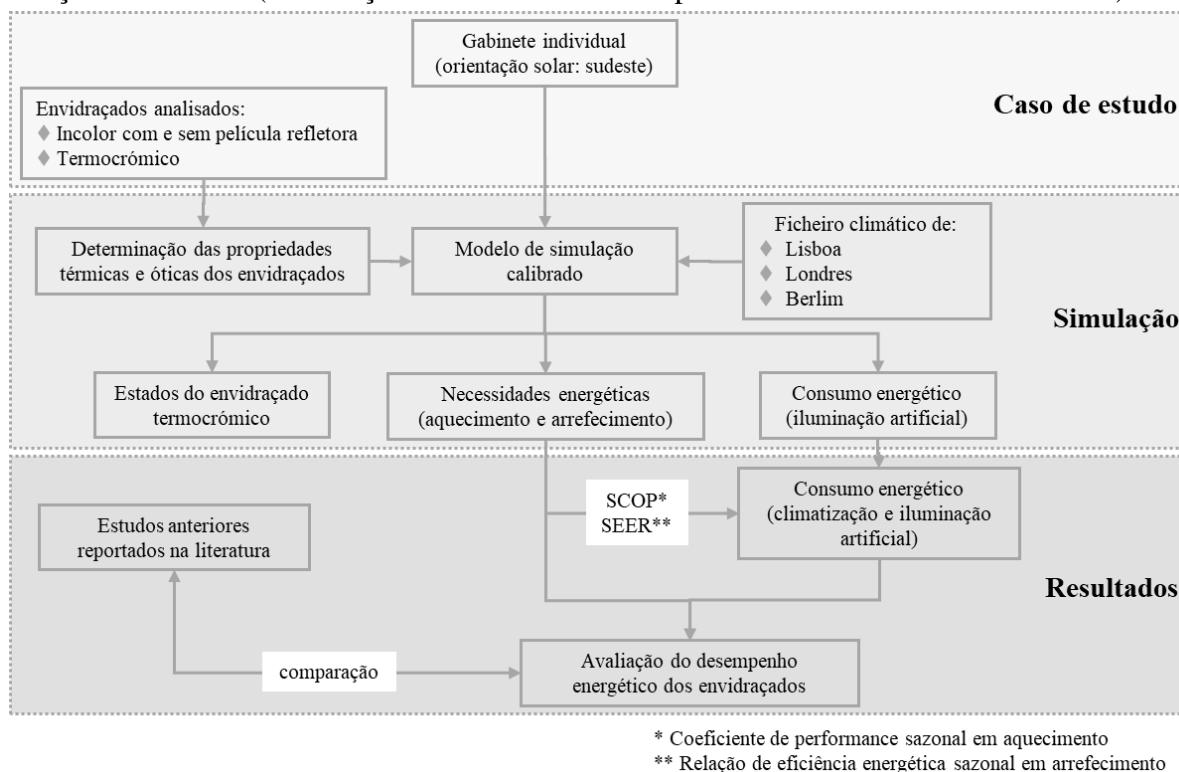 Gabinete individual
(orientação solar: sudeste)
Envidraçados analisados:
♦ Incolor com e sem película refletora
♦ Termocrómico
Caso de estudo
Determinação das propriedades
térmicas e óticas dos envidraçados
Modelo de simulação
calibrado
Ficheiro climático de:
♦ Lisboa
♦ Londres
♦ Berlim
Simulação
Estados do envidraçado
termocrómico
Necessidades energéticas
(aquecimento e arrefecimento)
Consumo energético
(iluminação artificial)
Estudos anteriores
reportados na literatura
SCOP*
SEER**
Consumo energético
(climatização e iluminação
artificial)
Resultados
comparação
Avaliação do desempenho
energético dos envidraçados
* Coeficiente de performance sazonal em aquecimento
** Relação de eficiência energética sazonal em arrefecimento